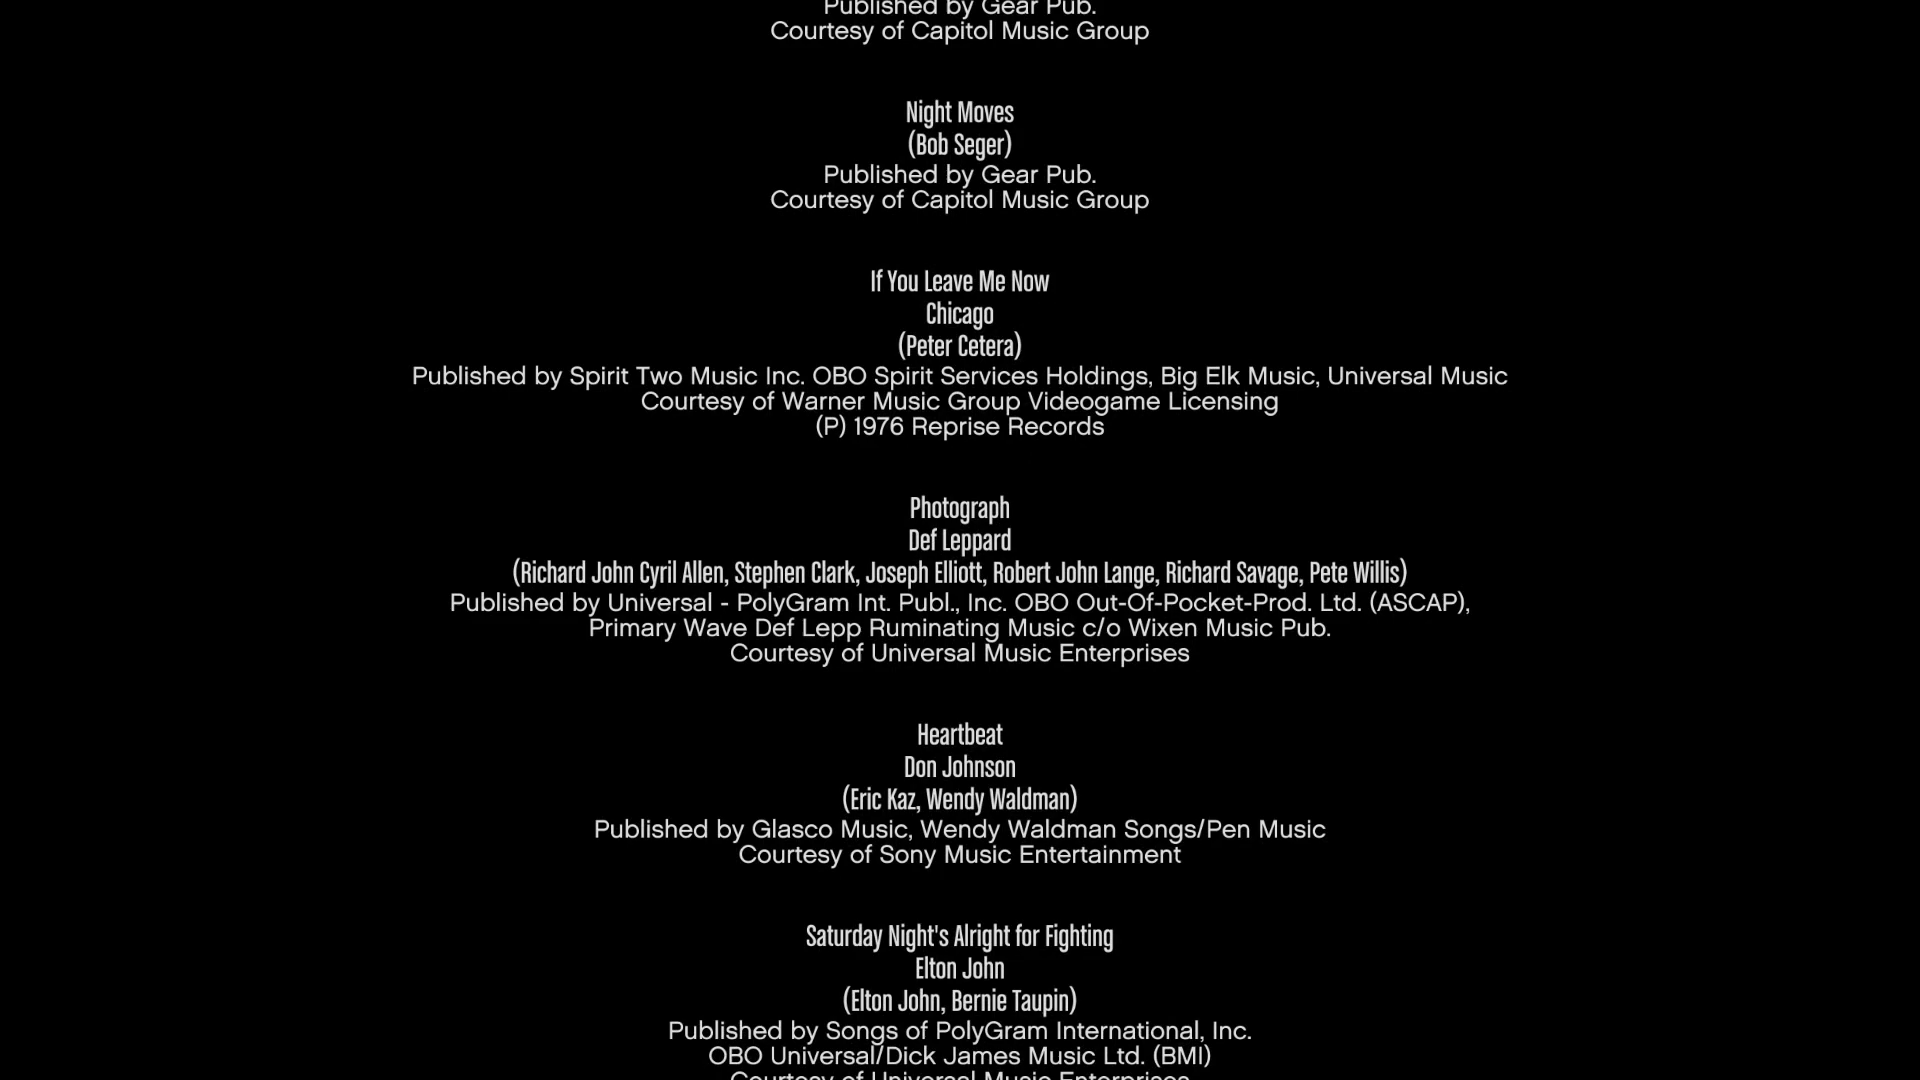 Published by Gear Pub.
Courtesy of Capitol Music Group
Night Moves
(Bob Seger)
Published by Gear Pub.
Courtesy of Capitol Music Group
If You Leave Me Now
Chicago
(Peter Cetera)
Published by Spirit Two Music Inc. OBO Spirit Services Holdings, Big Elk Music, Universal Music
Courtesy of Warner Music Group Videogame Licensing
(P) 1976 Reprise Records
Photograph
Def Leppard
(Richard John Cyril Allen, Stephen Clark, Joseph Elliott, Robert John Lange, Richard Savage, Pete Willis)
Published by Universal - PolyGram Int. Publ., Inc. OBO Out-Of-Pocket-Prod. Ltd. (ASCAP),
Primary Wave Def Lepp Ruminating Music c/o Wixen Music Pub.
Courtesy of Universal Music Enterprises
Heartbeat
Don Johnson
(Eric Kaz, Wendy Waldman)
Published by Glasco Music, Wendy Waldman Songs/Pen Music
Courtesy of Sony Music Entertainment
Saturday Night's Alright for Fighting
Elton John
(Elton John, Bernie Taupin)
Published by Songs of PolyGram International, Inc.
OBO Universal/Dick James Music Ltd. (BMI)
Courtesy of Universal Music Enterprises